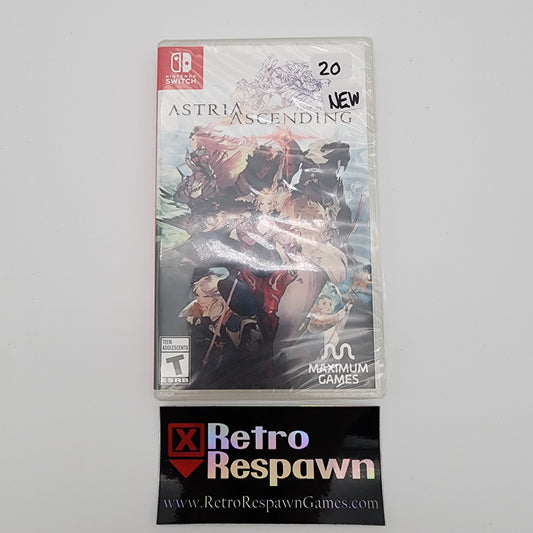 NINTENDO
SWITCH
20
NEW
ASTRIA
ASCENDING
TEEN
ADOLESCENTS
T
ESRB
MAXIMUM
GAMES
Retro
Respawn
www.RetroRespawnGames.com